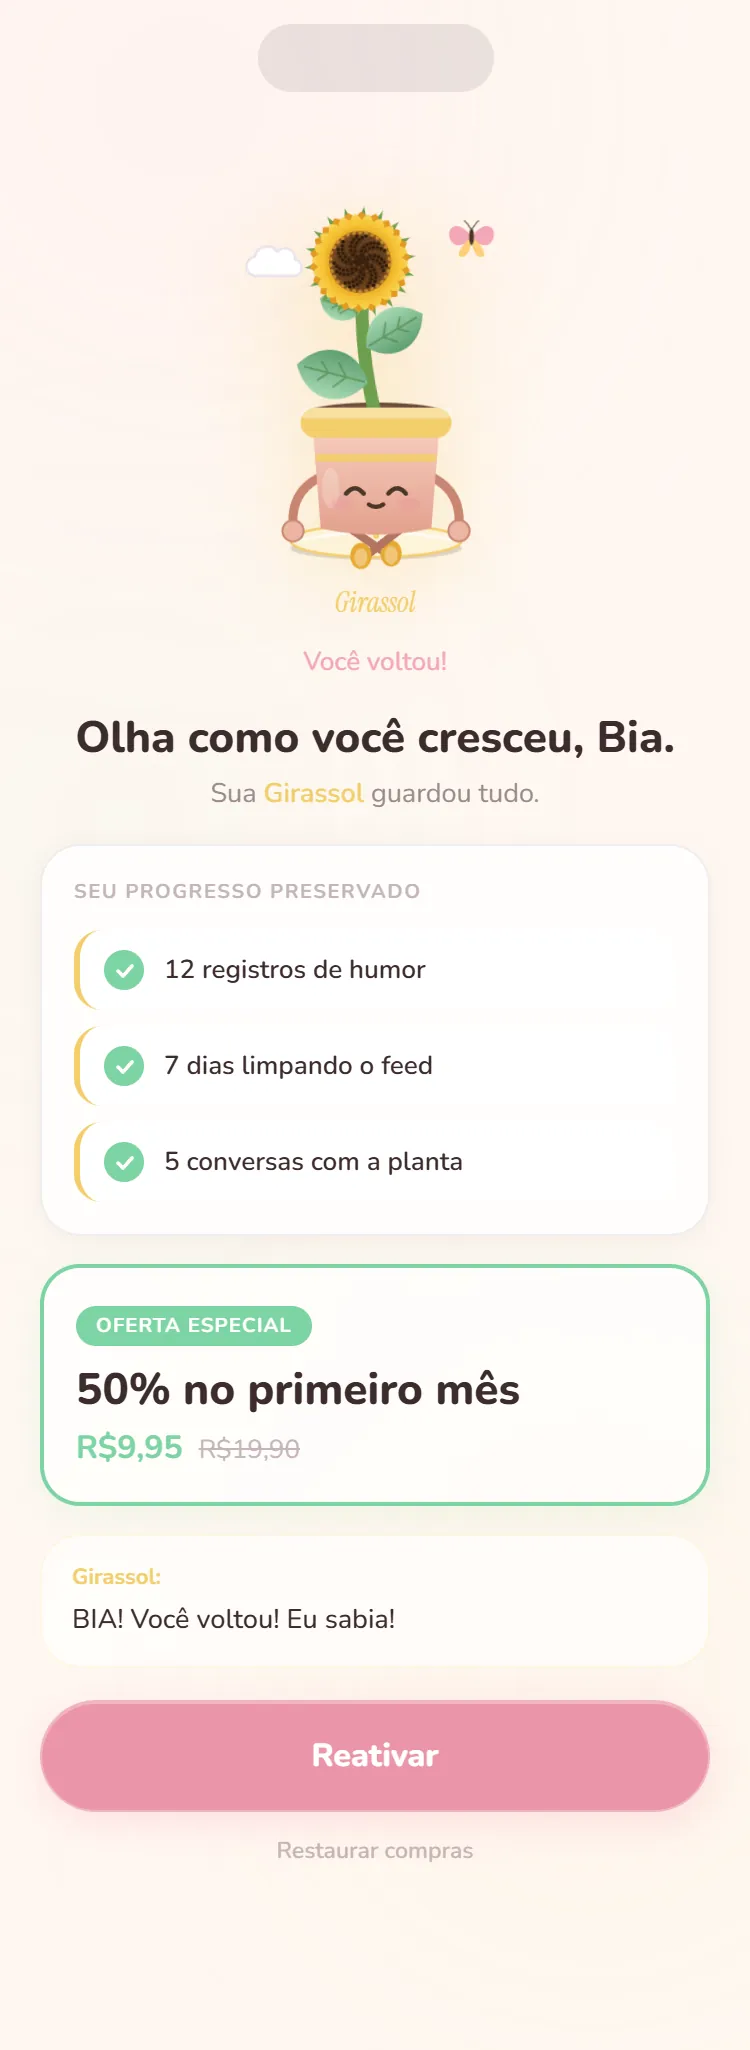 Girassol
Você voltou!
Olha como você cresceu, Bia.
Sua Girassol guardou tudo.
SEU PROGRESSO PRESERVADO
12 registros de humor
7 dias limpando o feed
5 conversas com a planta
OFERTA ESPECIAL
50% no primeiro mês
R$9,95 R$19,90
Girassol:
BIA! Você voltou! Eu sabia!
Reativar
Restaurar compras